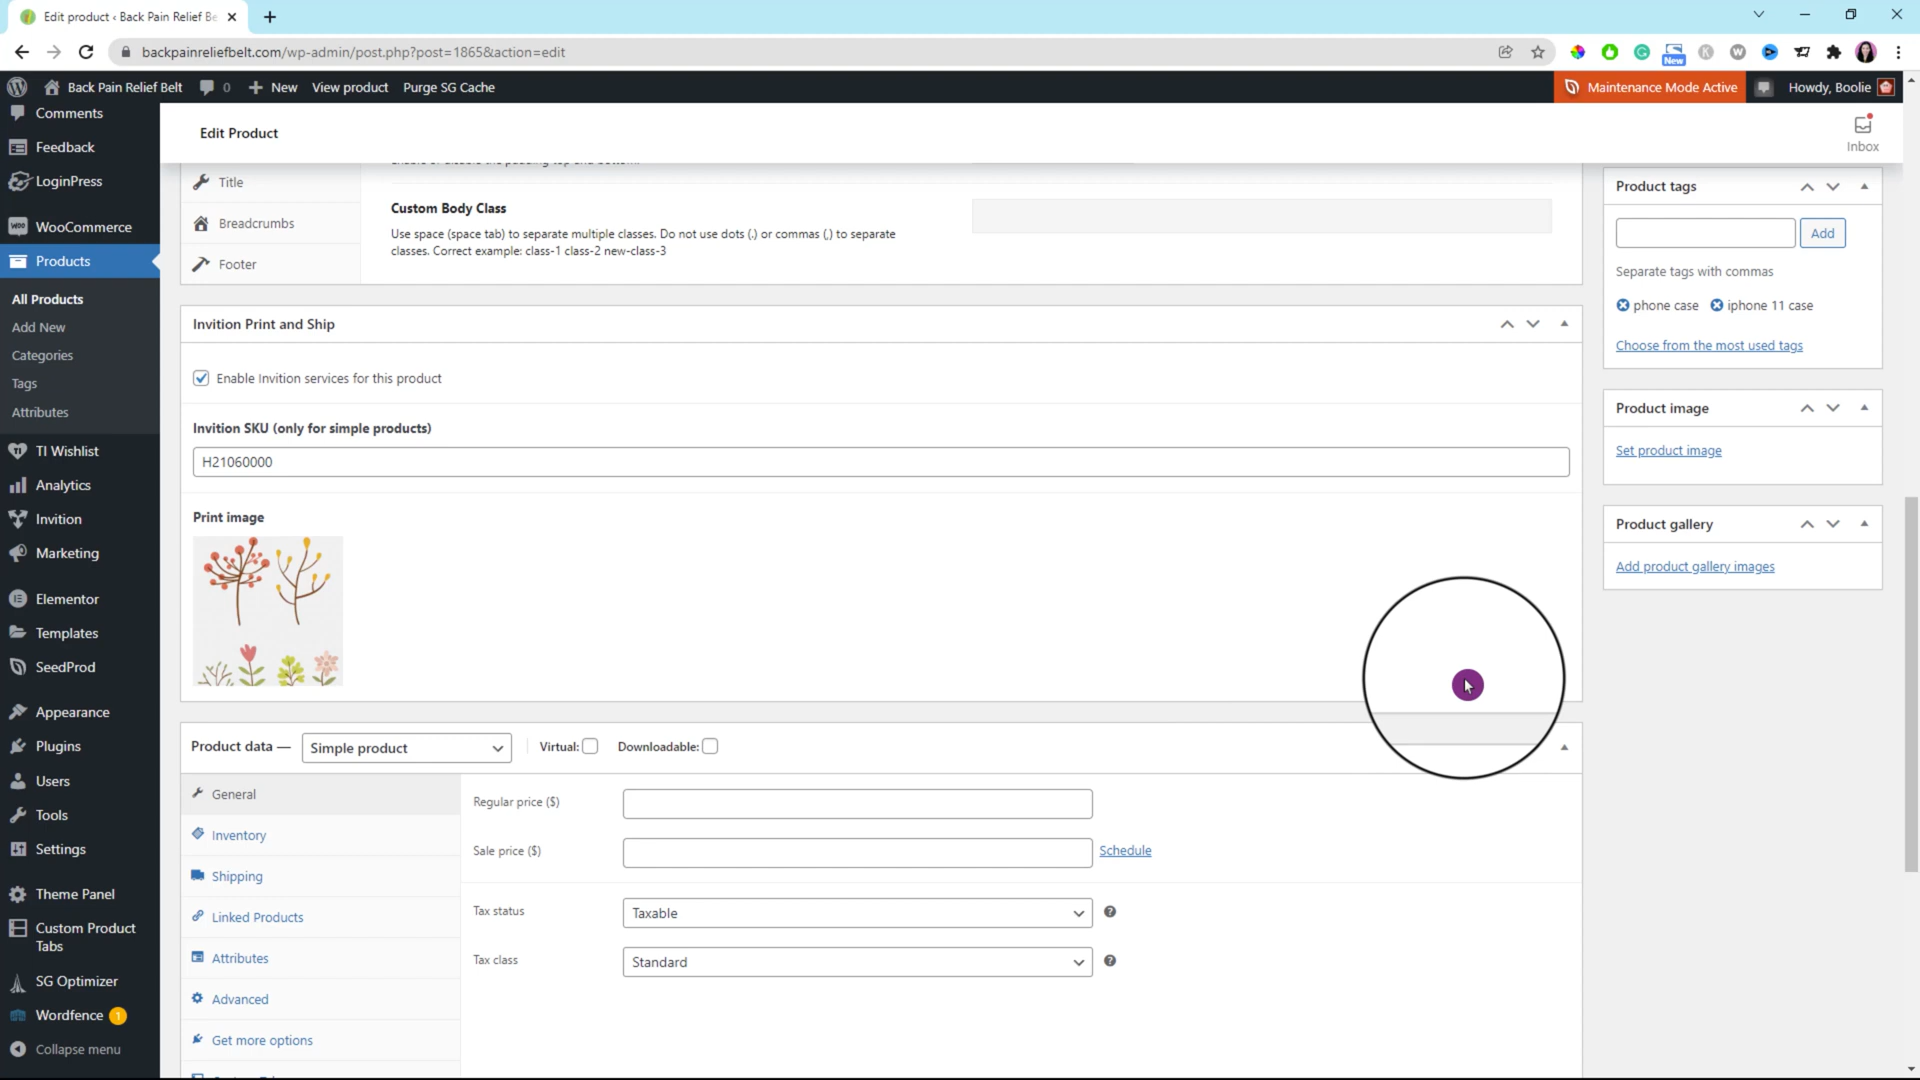 Edit product ‹ Back Pain Relief Be
backpainreliefbelt.com/wp-admin/post.php?post=1865&action=edit
New
Back Pain Relief Belt
0
New
View product
Purge SG Cache
Maintenance Mode Active
Howdy, Boolie
Comments
Feedback
LoginPress
WooCommerce
Products
All Products
Add New
Categories
Tags
Attributes
TI Wishlist
Analytics
Invition
Marketing
Elementor
Templates
SeedProd
Appearance
Plugins
Users
Tools
Settings
Theme Panel
Custom Product
Tabs
SG Optimizer
Wordfence 1
Collapse menu
Edit Product
Inbox
Title
Breadcrumbs
Footer
Custom Body Class
Use space (space tab) to separate multiple classes. Do not use dots (.) or commas (,) to separate
classes. Correct example: class-1 class-2 new-class-3
Invition Print and Ship
Enable Invition services for this product
Invition SKU (only for simple products)
H21060000
Print image
Product data —
Simple product
Virtual:
Downloadable:
General
Inventory
Shipping
Linked Products
Attributes
Advanced
Get more options
Regular price ($)
Sale price ($)
Schedule
Tax status
Taxable
Tax class
Standard
Product tags
Add
Separate tags with commas
phone case
iphone 11 case
Choose from the most used tags
Product image
Set product image
Product gallery
Add product gallery images